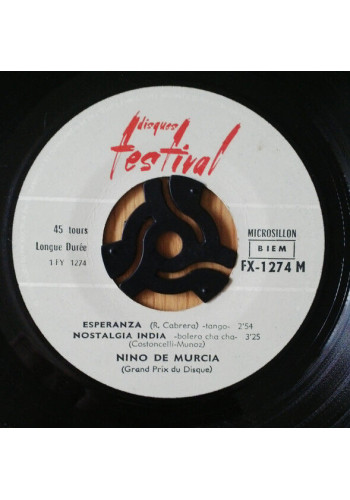 disques
festival
45 tours
Longue Durée
1 FY 1274
MICROSILLON
BIEM
FX-1274 M
ESPERANZA (R. Cabrera) -tango- 2'54
NOSTALGIA INDIA -bolero cha cha- 3'25
(Castoncelli-Munoz)
NINO DE MURCIA
(Grand Prix du Disque)